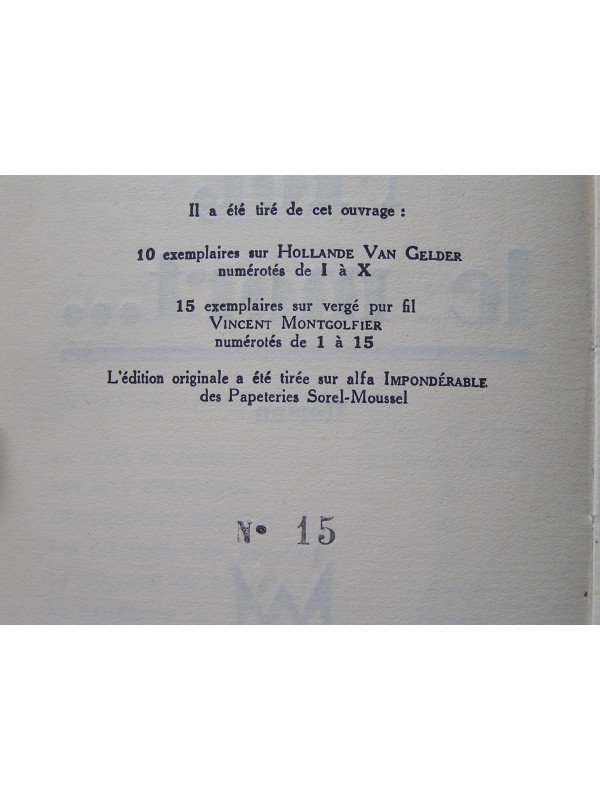 Il a été tiré de cet ouvrage :
10 exemplaires sur HOLLANDE VAN GELDER
numérotés de I à X
15 exemplaires sur vergé pur fil
VINCENT MONTGOLFIER
numérotés de 1 à 15
L'édition originale a été tirée sur alfa IMPONDÉRABLE
des Papeteries Sorel-Moussel
N° 15